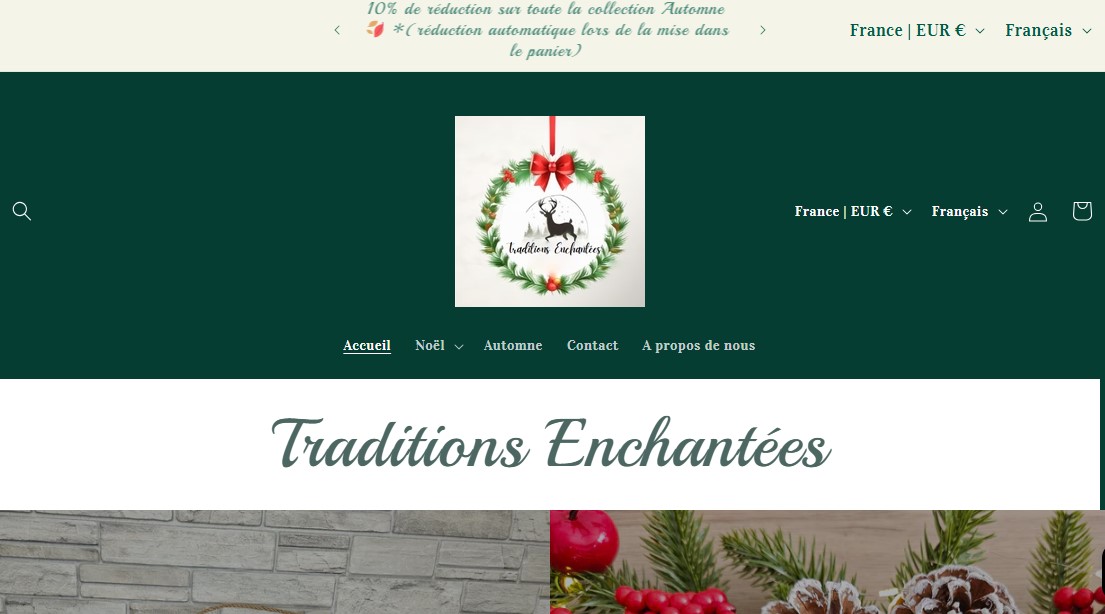 10% de réduction sur toute la collection Automne
🍂 *(réduction automatique lors de la mise dans
le panier)
France | EUR €
Français
Traditions Enchantées
France | EUR €
Français
Accueil
Noël
Automne
Contact
A propos de nous
Traditions Enchantées